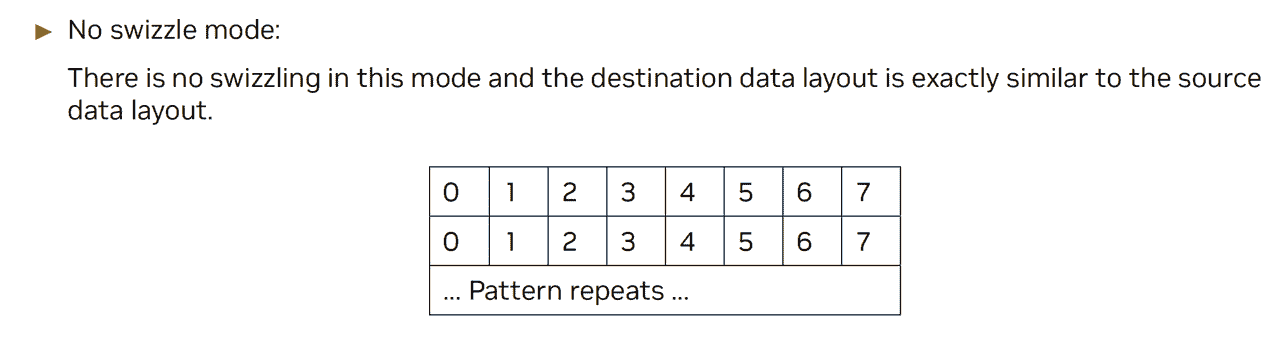 ► No swizzle mode:
There is no swizzling in this mode and the destination data layout is exactly similar to the source
data layout.
0 1 2 3 4 5 6 7
0 1 2 3 4 5 6 7
... Pattern repeats ...